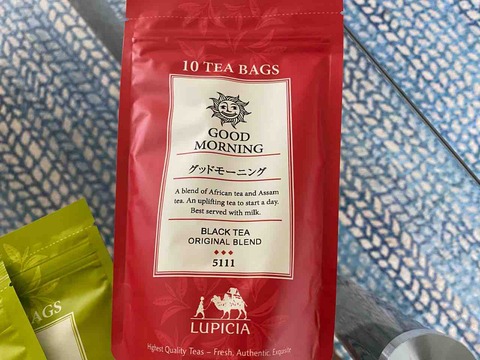 10 TEA BAGS
GOOD
MORNING
グッドモーニング
A blend of African tea and Assam
tea. An uplifting tea to start a day.
Best served with milk.
BLACK TEA
ORIGINAL BLEND
5111
LUPICIA
Highest Quality Teas – Fresh, Authentic, Exquisite
BAGS